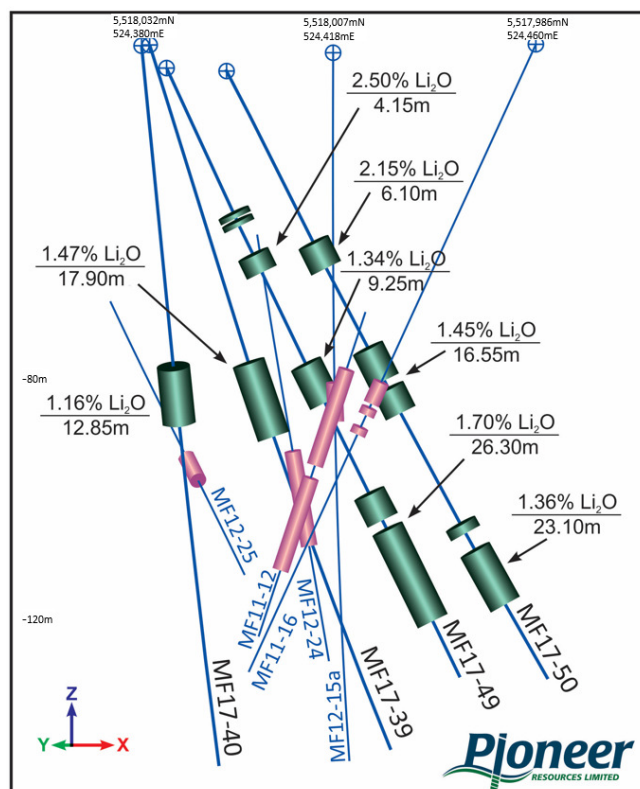 5,518,032mN
524,380mE
5,518,007mN
524,418mE
5,517,986mN
524,460mE
2.50% Li₂O
4.15m
2.15% Li₂O
6.10m
1.47% Li₂O
17.90m
1.34% Li₂O
9.25m
1.45% Li₂O
16.55m
-80m
1.16% Li₂O
12.85m
1.70% Li₂O
26.30m
1.36% Li₂O
23.10m
MF12-25
MF11-12
MF11-16
MF12-24
MF12-15a
-120m
MF17-40
MF17-39
MF17-49
MF17-50
Z
Y
X
Pioneer
RESOURCES LIMITED